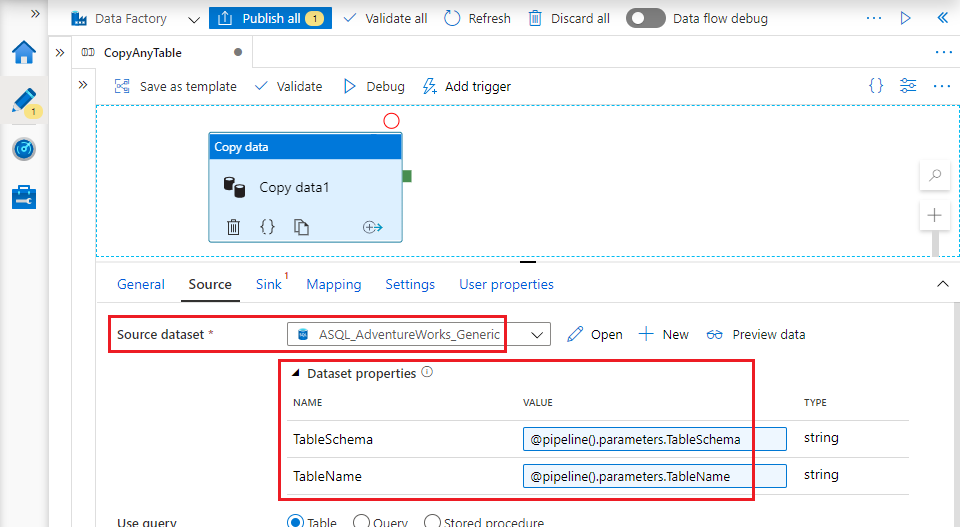 Data Factory Publish all 1 Validate all Refresh Discard all Data flow debug
CopyAnyTable
1
Save as template Validate Debug Add trigger
Copy data
Copy data1
General Source Sink 1 Mapping Settings User properties
Source dataset * ASQL_AdventureWorks_Generic Open New Preview data
Dataset properties
NAME VALUE TYPE
TableSchema @pipeline().parameters.TableSchema string
TableName @pipeline().parameters.TableName string
Use query Table Query Stored procedure